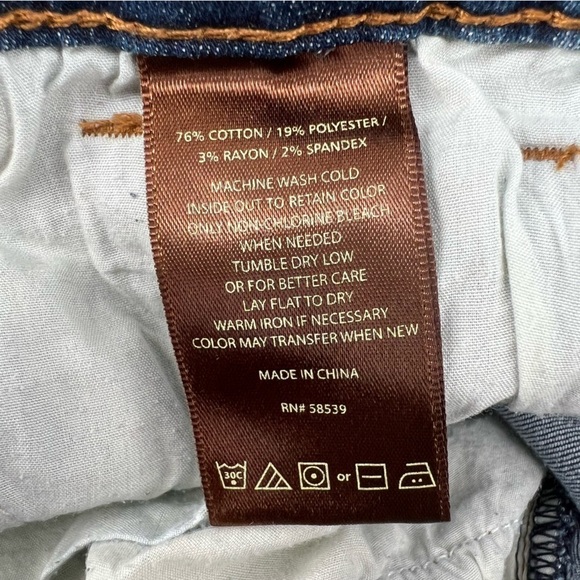 76% COTTON / 19% POLYESTER /
3% RAYON / 2% SPANDEX
MACHINE WASH COLD
INSIDE OUT TO RETAIN COLOR
ONLY NON-CHLORINE BLEACH
WHEN NEEDED
TUMBLE DRY LOW
OR FOR BETTER CARE
LAY FLAT TO DRY
WARM IRON IF NECESSARY
COLOR MAY TRANSFER WHEN NEW
MADE IN CHINA
RN# 58539
30C or